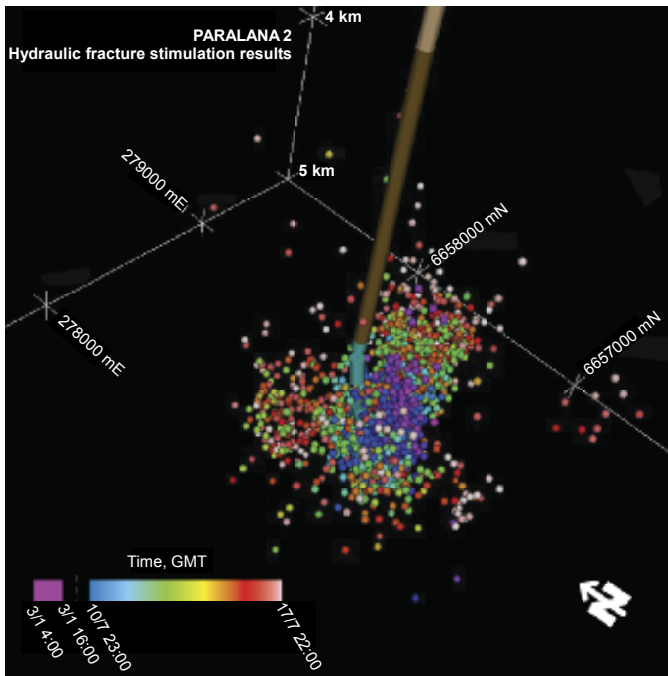 PARALANA 2
Hydraulic fracture stimulation results
4 km
5 km
279000 mE
278000 mE
6658000 mN
6657000 mN
Time, GMT
3/1 4:00
3/1 16:00
10/7 23:00
17/7 22:00
N